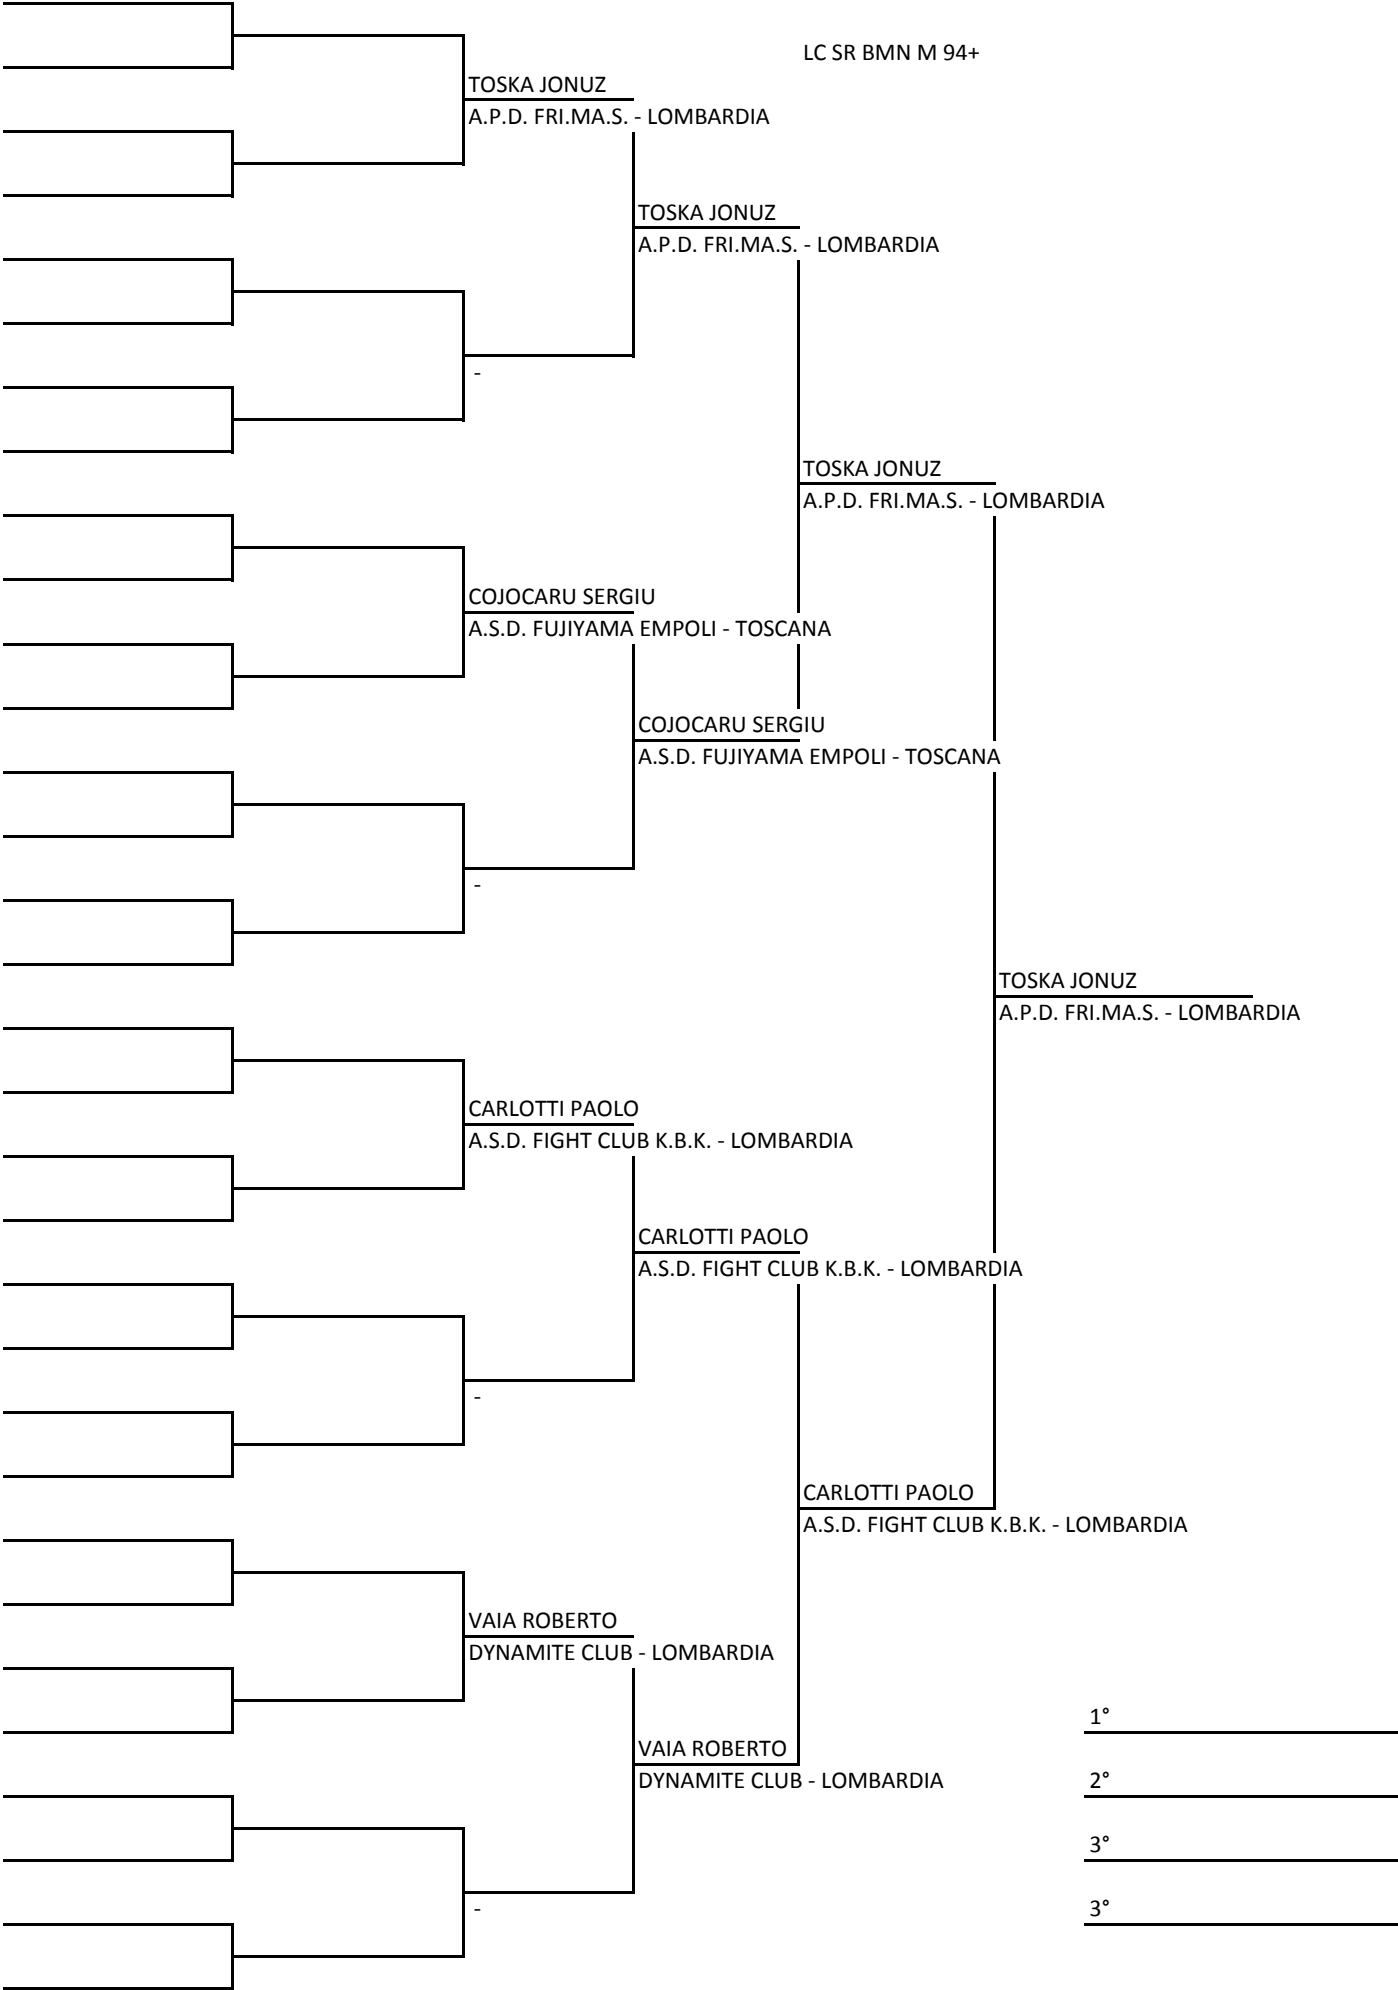 LC SR BMN M 94+
TOSKA JONUZ
A.P.D. FRI.MA.S. - LOMBARDIA
TOSKA JONUZ
A.P.D. FRI.MA.S. - LOMBARDIA
-
TOSKA JONUZ
A.P.D. FRI.MA.S. - LOMBARDIA
COJOCARU SERGIU
A.S.D. FUJIYAMA EMPOLI - TOSCANA
COJOCARU SERGIU
A.S.D. FUJIYAMA EMPOLI - TOSCANA
-
TOSKA JONUZ
A.P.D. FRI.MA.S. - LOMBARDIA
CARLOTTI PAOLO
A.S.D. FIGHT CLUB K.B.K. - LOMBARDIA
CARLOTTI PAOLO
A.S.D. FIGHT CLUB K.B.K. - LOMBARDIA
-
CARLOTTI PAOLO
A.S.D. FIGHT CLUB K.B.K. - LOMBARDIA
VAIA ROBERTO
DYNAMITE CLUB - LOMBARDIA
1°
VAIA ROBERTO
DYNAMITE CLUB - LOMBARDIA
2°
3°
-
3°